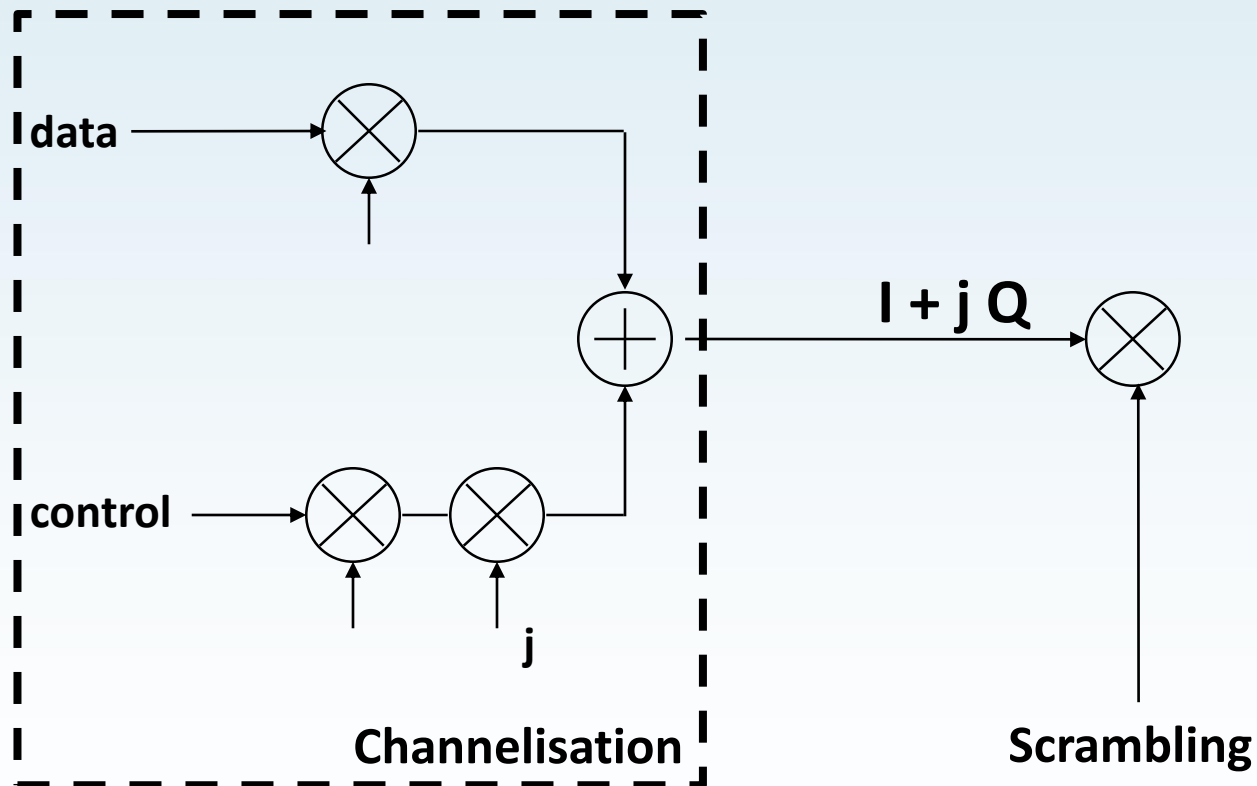 data
I + j Q
control
j
Channelisation
Scrambling